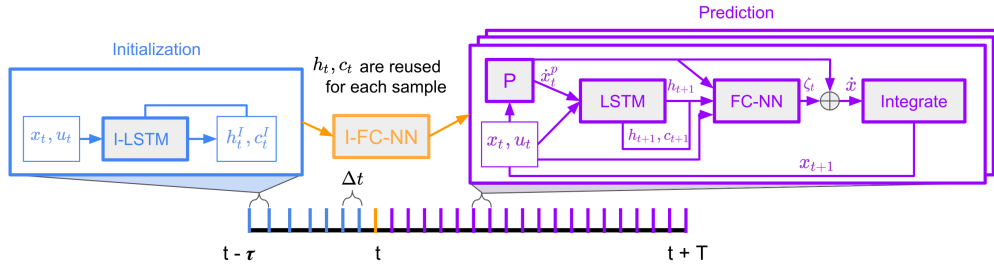 Prediction
Initialization
h_t, c_t are reused
for each sample
P
ẋ_t^p
LSTM
h_{t+1}
FC-NN
ζ_t
ẋ
Integrate
x_t, u_t
I-LSTM
h_t^I, c_t^I
I-FC-NN
x_t, u_t
h_{t+1}, c_{t+1}
x_{t+1}
Δt
t - τ
t
t + T